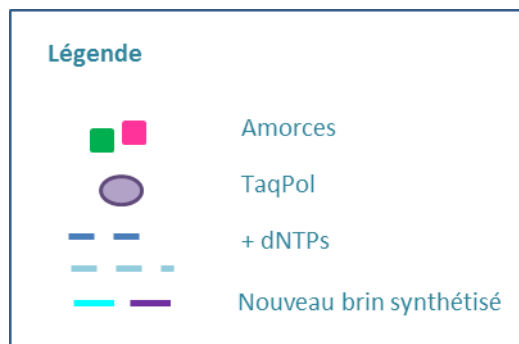 Légende
Amorces
TaqPol
+ dNTPs
Nouveau brin synthétisé